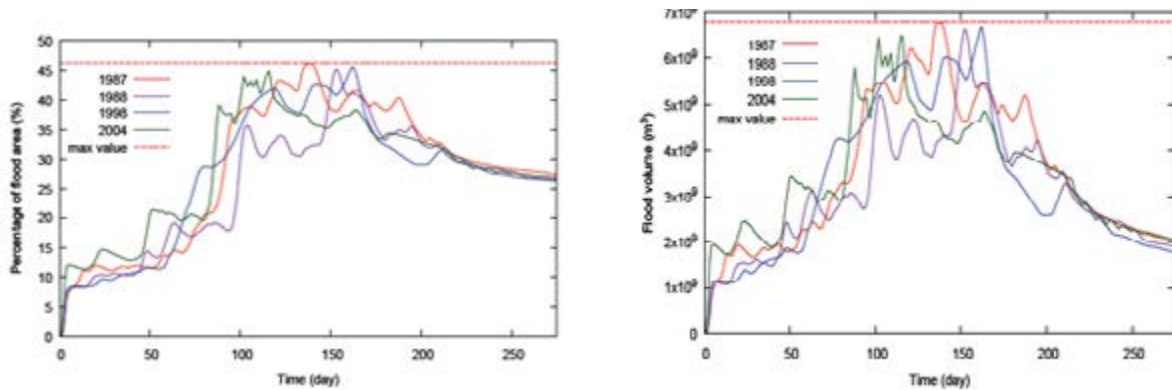 50
45
40
35
30
25
20
15
10
5
0
Percentage of flood area (%)
1987
1988
1998
2004
max value
0 50 100 150 200 250
Time (day)
7x10⁹
6x10⁹
5x10⁹
4x10⁹
3x10⁹
2x10⁹
1x10⁹
0
Flood volume (m³)
1987
1988
1998
2004
max value
0 50 100 150 200 250
Time (day)